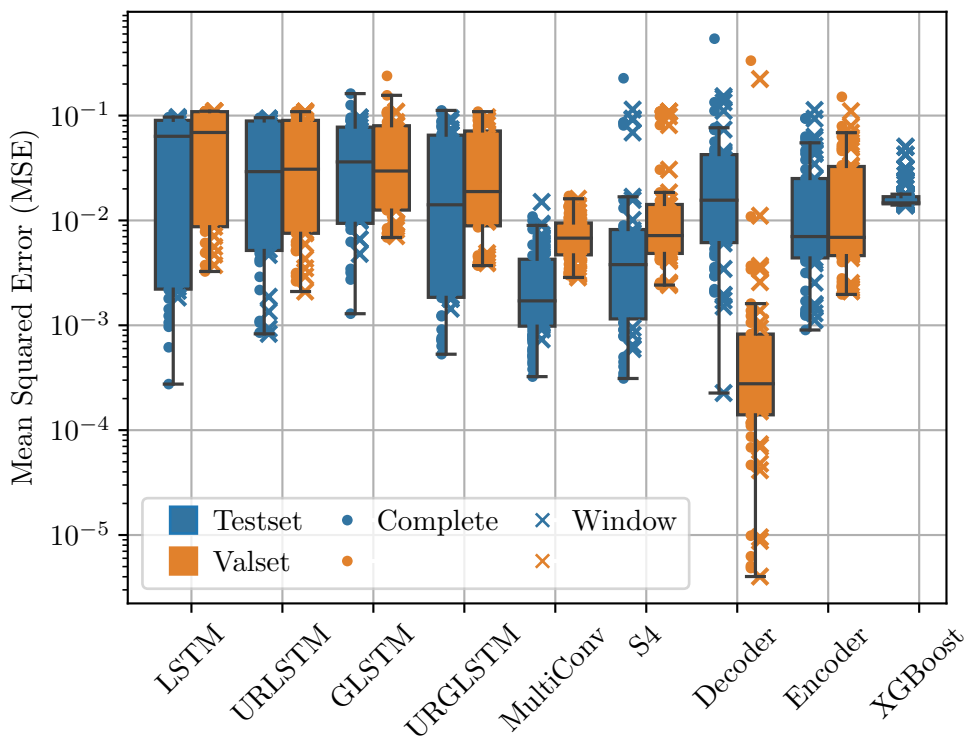 Mean Squared Error (MSE)
10⁻¹
10⁻²
10⁻³
10⁻⁴
10⁻⁵
Testset Complete Window
Valset
LSTM
URLSTM
GLSTM
URGLSTM
MultiConv
S4
Decoder
Encoder
XGBoost